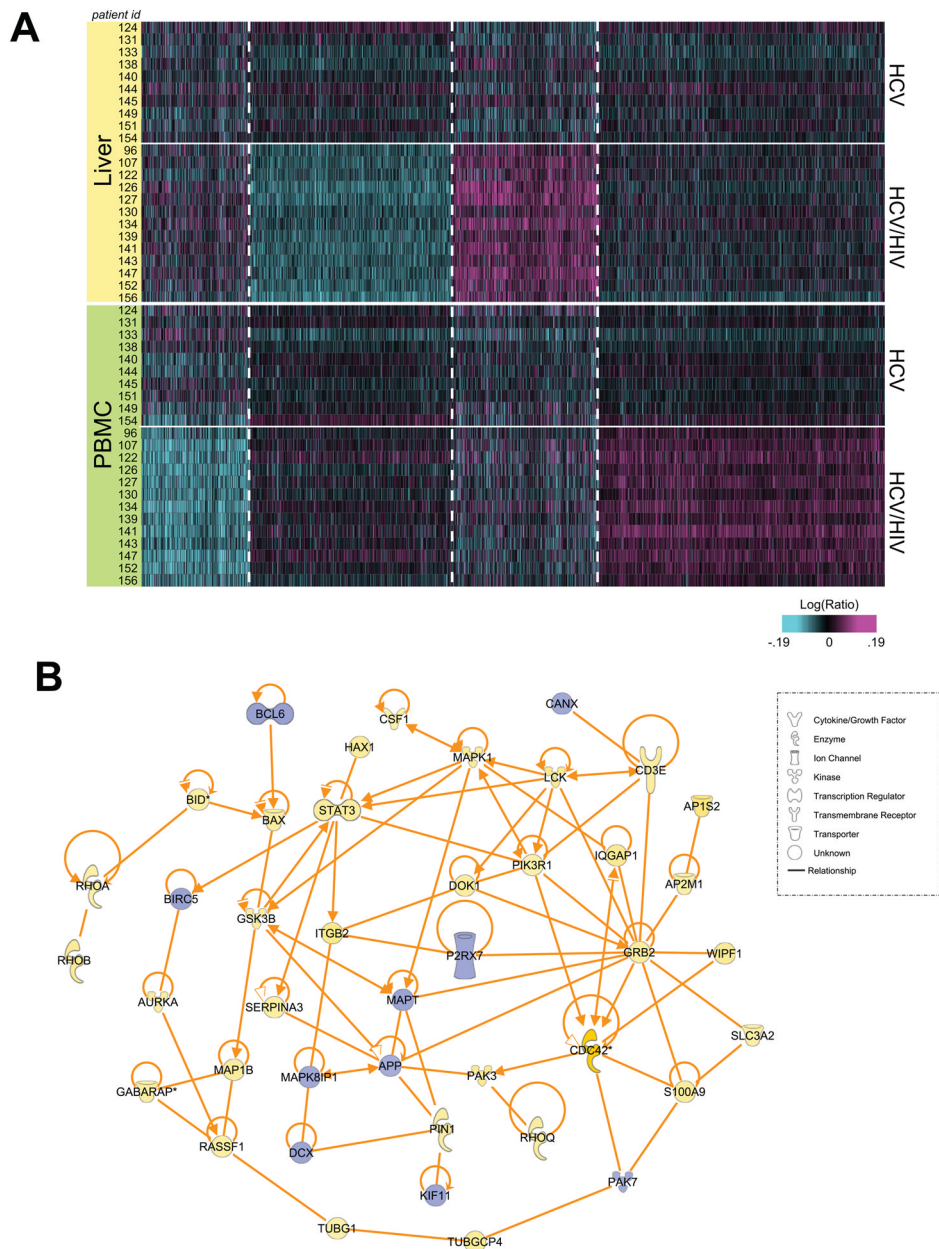 A
patient id
Liver
124
131
133
138
140
144
145
149
151
154
HCV
96
107
122
126
127
130
134
139
141
143
147
152
156
HCV/HIV
PBMC
124
131
133
138
140
144
145
151
149
154
HCV
96
107
122
126
127
130
134
139
141
143
147
152
156
HCV/HIV
Log(Ratio)
-.19 0 .19
B
BCL6
CSF1
CANX
HAX1
MAPK1
LCK
CD3E
BID*
BAX
STAT3
AP1S2
RHOA
BIRC5
GSK3B
DOK1
PIK3R1
IQGAP1
AP2M1
ITGB2
RHOB
P2RX7
GRB2
WIPF1
AURKA
SERPINA3
MAPT
CDC42*
SLC3A2
MAP1B
MAPK8IP1
APP
PAK3
GABARAP*
S100A9
RASSF1
DCX
PIN1
RHOQ
KIF11
PAK7
TUBG1
TUBGCP4
Cytokine/Growth Factor
Enzyme
Ion Channel
Kinase
Transcription Regulator
Transmembrane Receptor
Transporter
Unknown
Relationship